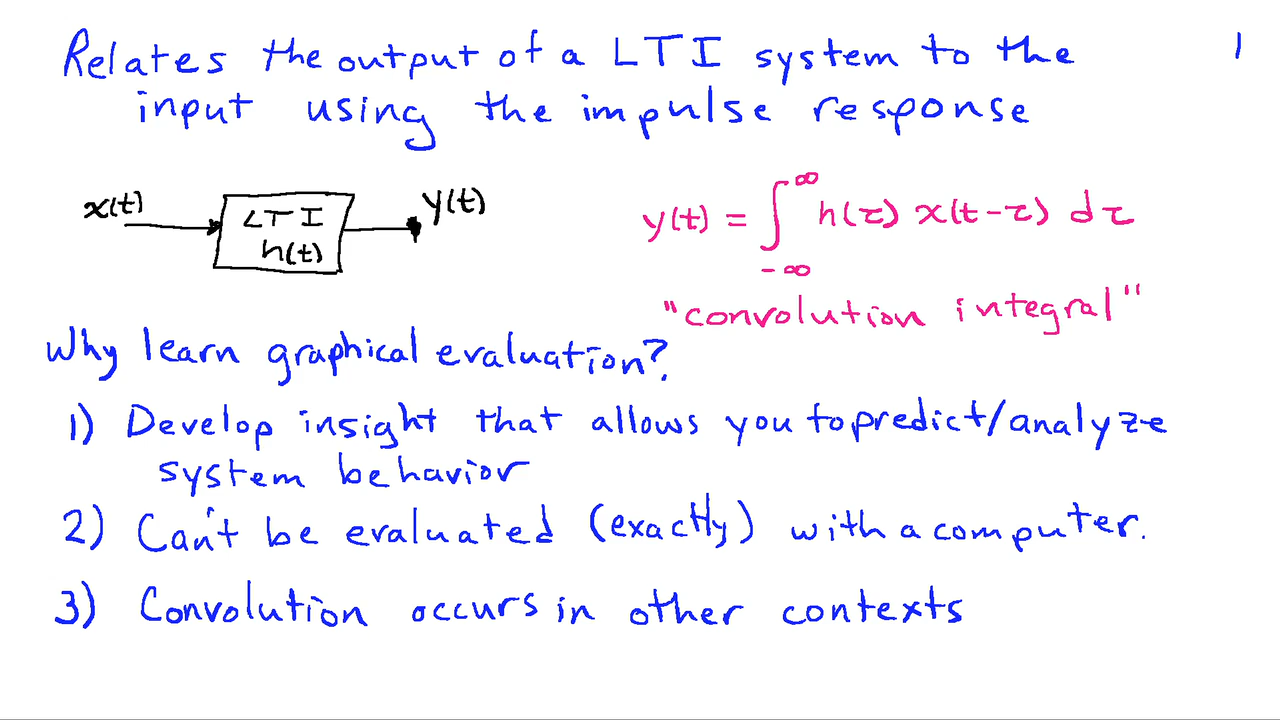 Relates the output of a LTI system to the
1
input using the impulse response
x(t)
LTI
h(t)
y(t)
y(t) = ∫_{-∞}^{∞} h(τ) x(t-τ) dτ
"convolution integral"
Why learn graphical evaluation?
1) Develop insight that allows you to predict/analyze
system behavior
2) Can't be evaluated (exactly) with a computer.
3) Convolution occurs in other contexts